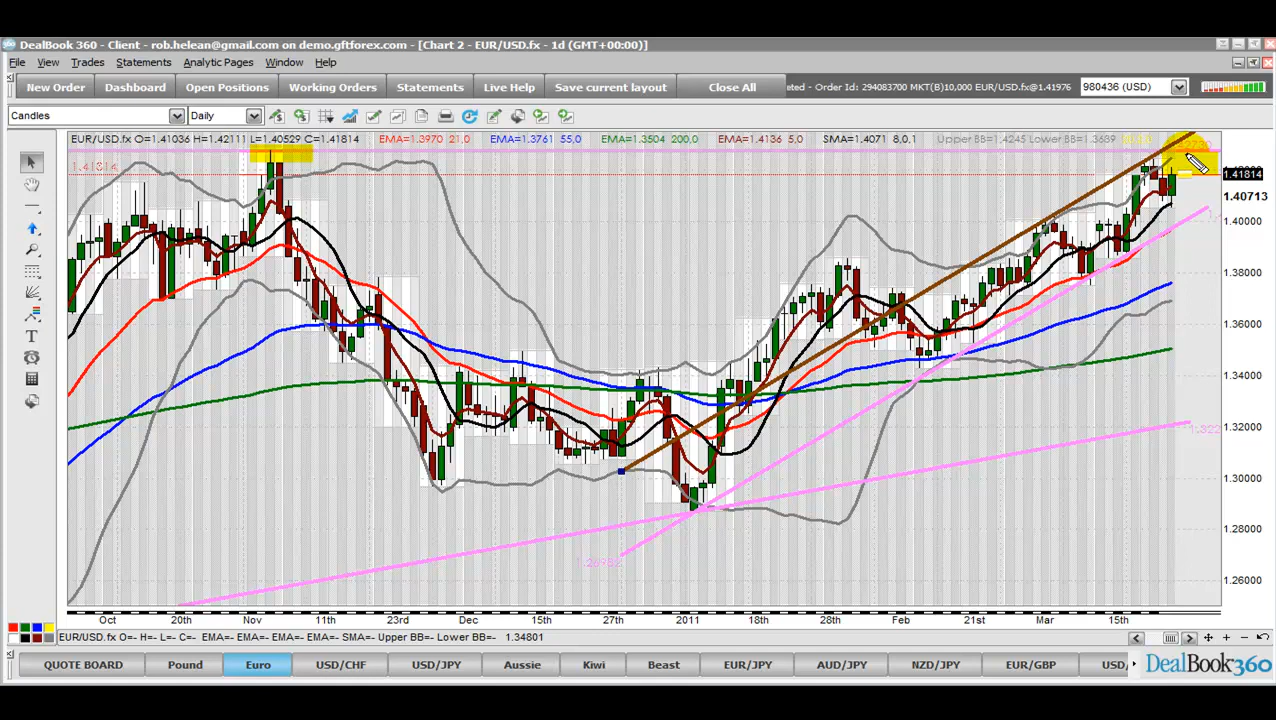 DealBook 360 - Client - rob.helean@gmail.com on demo.gftforex.com - [Chart 2 - EUR/USD.fx - 1d (GMT+00:00)]
File View Trades Statements Analytic Pages Window Help
New Order Dashboard Open Positions Working Orders Statements Live Help Save current layout Close All eted - Order Id: 294083700 MKT(B)10,000 EUR/USD.fx@1.41976 980436 (USD)
Candles Daily
EUR/USD.fx O=1.41036 H=1.42111 L=1.40529 C=1.41814 EMA=1.3970 21,0 EMA=1.3761 55,0 EMA=1.3504 200,0 EMA=1.4136 5,0 SMA=1.4071 8,0,1 Upper BB=1.4245 Lower BB=1.3689
1.41814
1.41814
1.40713
1.40000
1.38000
1.36000
1.34000
1.32000
1.322
1.30000
1.28000
1.26000
Oct 20th Nov 11th 23rd Dec 15th 27th 2011 18th 28th Feb 21st Mar 15th
EUR/USD.fx O=- H=- L=- C=- EMA=- EMA=- EMA=- EMA=- SMA=- Upper BB=- Lower BB=- 1.34801
QUOTE BOARD Pound Euro USD/CHF USD/JPY Aussie Kiwi Beast EUR/JPY AUD/JPY NZD/JPY EUR/GBP USD/ DealBook 360